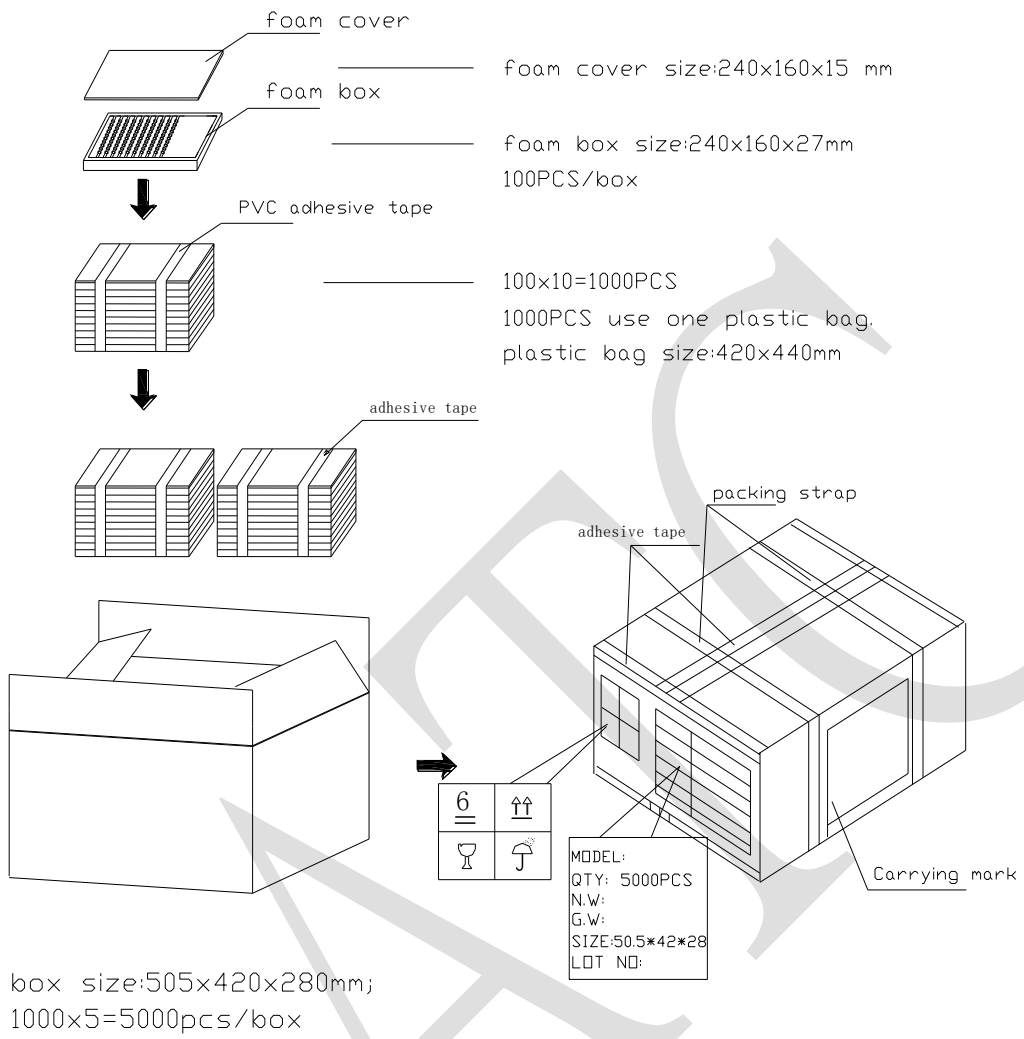 foam cover
foam cover size:240x160x15 mm
foam box
foam box size:240x160x27mm
100PCS/box
PVC adhesive tape
100x10=1000PCS
1000PCS use one plastic bag.
plastic bag size:420x440mm
adhesive tape
packing strap
adhesive tape
6
MODEL:
QTY: 5000PCS
N.W:
G.W:
SIZE:50.5*42*28
LOT NO:
Carrying mark
box size:505x420x280mm;
1000x5=5000pcs/box
ATC